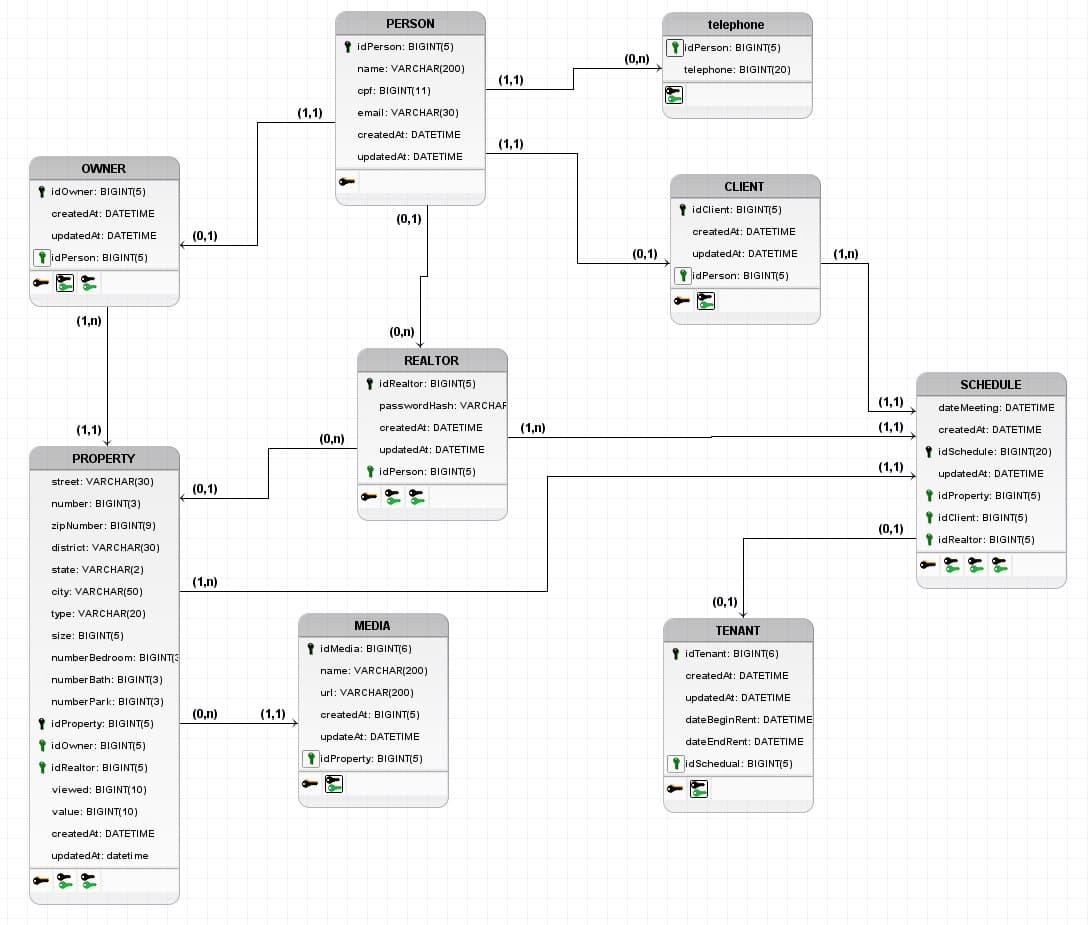 PERSON
idPerson: BIGINT(5)
name: VARCHAR(200)
cpf: BIGINT(11)
email: VARCHAR(30)
createdAt: DATETIME
updatedAt: DATETIME
telephone
idPerson: BIGINT(5)
telephone: BIGINT(20)
(1,1)
(0,n)
(1,1)
(0,1)
(1,1)
(0,1)
(0,1)
(0,n)
OWNER
idOwner: BIGINT(5)
createdAt: DATETIME
updatedAt: DATETIME
idPerson: BIGINT(5)
(1,n)
(1,1)
CLIENT
idClient: BIGINT(5)
createdAt: DATETIME
updatedAt: DATETIME
idPerson: BIGINT(5)
(1,n)
(1,1)
REALTOR
idRealtor: BIGINT(5)
passwordHash: VARCHAR
createdAt: DATETIME
updatedAt: DATETIME
idPerson: BIGINT(5)
(0,n)
(0,1)
(1,n)
(1,1)
SCHEDULE
dateMeeting: DATETIME
createdAt: DATETIME
idSchedule: BIGINT(20)
updatedAt: DATETIME
idProperty: BIGINT(5)
idClient: BIGINT(5)
idRealtor: BIGINT(5)
(1,1)
(0,1)
(0,1)
PROPERTY
street: VARCHAR(30)
number: BIGINT(3)
zipNumber: BIGINT(9)
district: VARCHAR(30)
state: VARCHAR(2)
city: VARCHAR(50)
type: VARCHAR(20)
size: BIGINT(5)
numberBedroom: BIGINT(3
numberBath: BIGINT(3)
numberPark: BIGINT(3)
idProperty: BIGINT(5)
idOwner: BIGINT(5)
idRealtor: BIGINT(5)
viewed: BIGINT(10)
value: BIGINT(10)
createdAt: DATETIME
updatedAt: datetime
(1,n)
(0,n)
(1,1)
MEDIA
idMedia: BIGINT(6)
name: VARCHAR(200)
url: VARCHAR(200)
createdAt: BIGINT(5)
updateAt: DATETIME
idProperty: BIGINT(5)
TENANT
idTenant: BIGINT(6)
createdAt: DATETIME
updatedAt: DATETIME
dateBeginRent: DATETIME
dateEndRent: DATETIME
idSchedual: BIGINT(5)